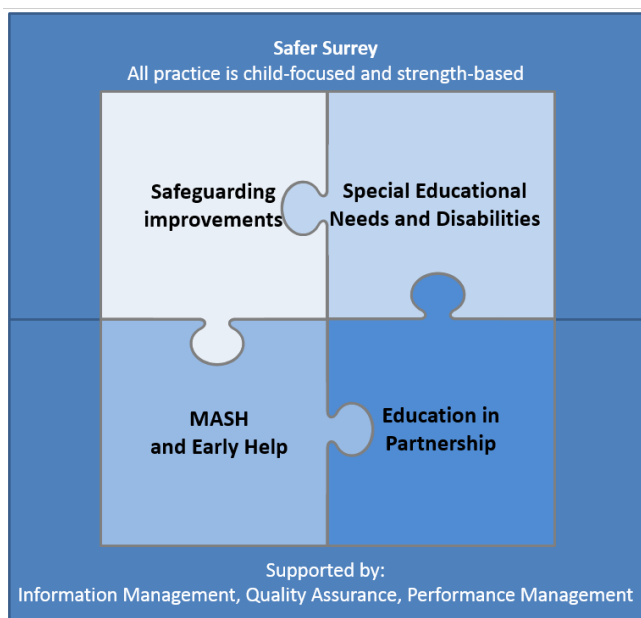 Safer Surrey
All practice is child-focused and strength-based
Safeguarding
improvements
Special Educational
Needs and Disabilities
MASH
and Early Help
Education in
Partnership
Supported by:
Information Management, Quality Assurance, Performance Management